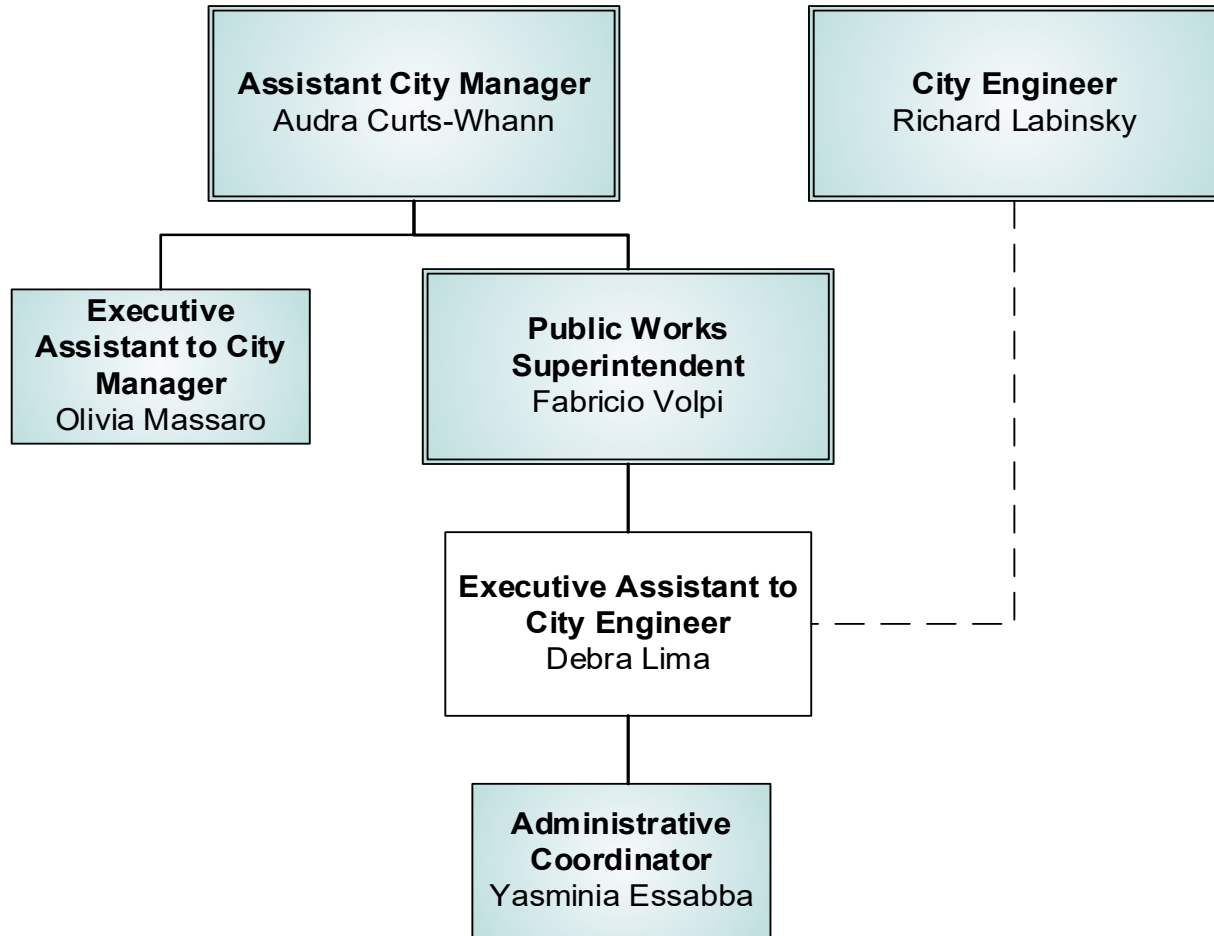 Assistant City Manager
Audra Curts-Whann
City Engineer
Richard Labinsky
Executive
Assistant to City
Manager
Olivia Massaro
Public Works
Superintendent
Fabricio Volpi
Executive Assistant to
City Engineer
Debra Lima
Administrative
Coordinator
Yasminia Essabba